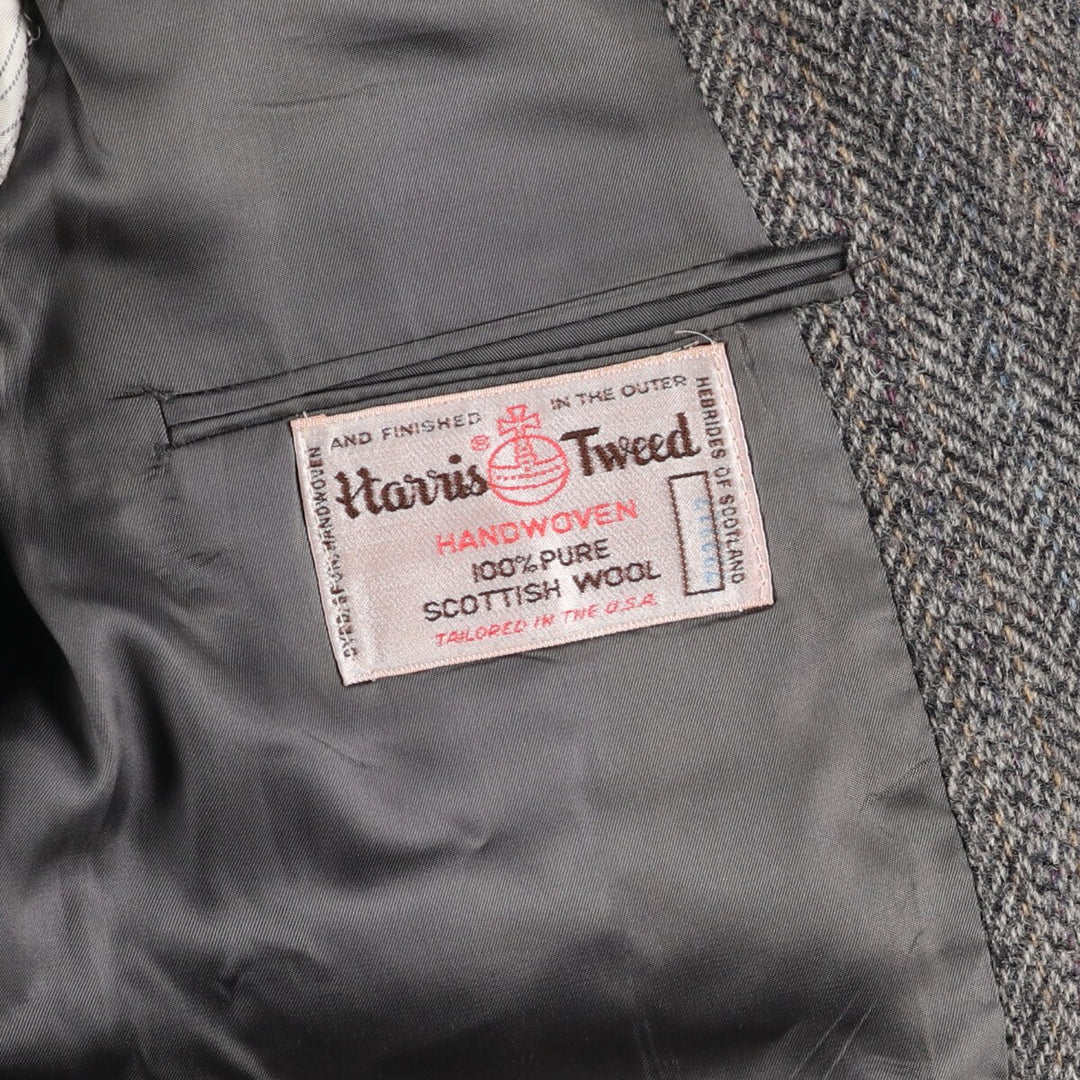 DYED, SPUN, HANDWOVEN
AND FINISHED IN THE OUTER
HEBRIDES OF SCOTLAND
Harris ® Tweed
HANDWOVEN
100% PURE
SCOTTISH WOOL
TAILORED IN THE U.S.A.